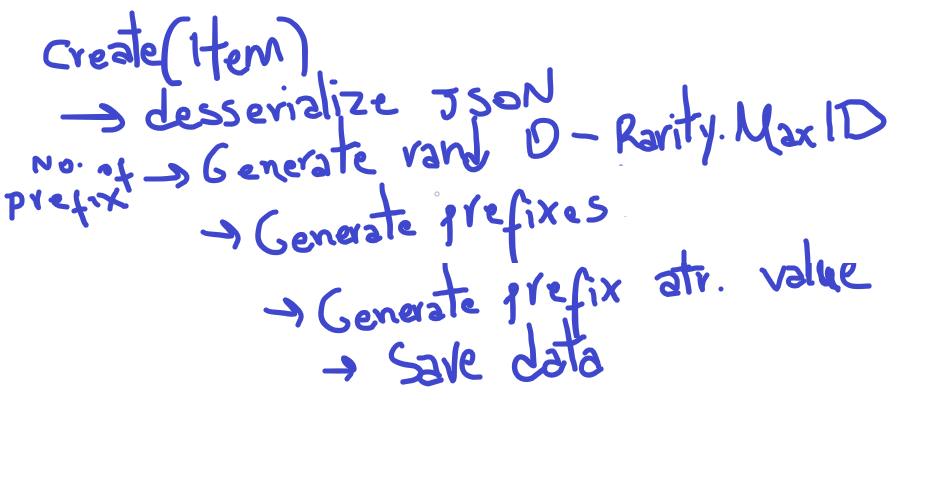 Create(Item)
→ desserialize JSON
No. of prefix → Generate rand 0 - Rarity.MaxID
→ Generate prefixes
→ Generate prefix atr. value
→ Save data